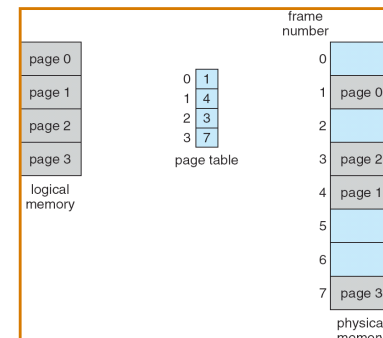 frame
number
page 0
page 1
page 2
page 3
logical
memory
0 1
1 4
2 3
3 7
page table
0
1 page 0
2
3 page 2
4 page 1
5
6
7 page 3
physical